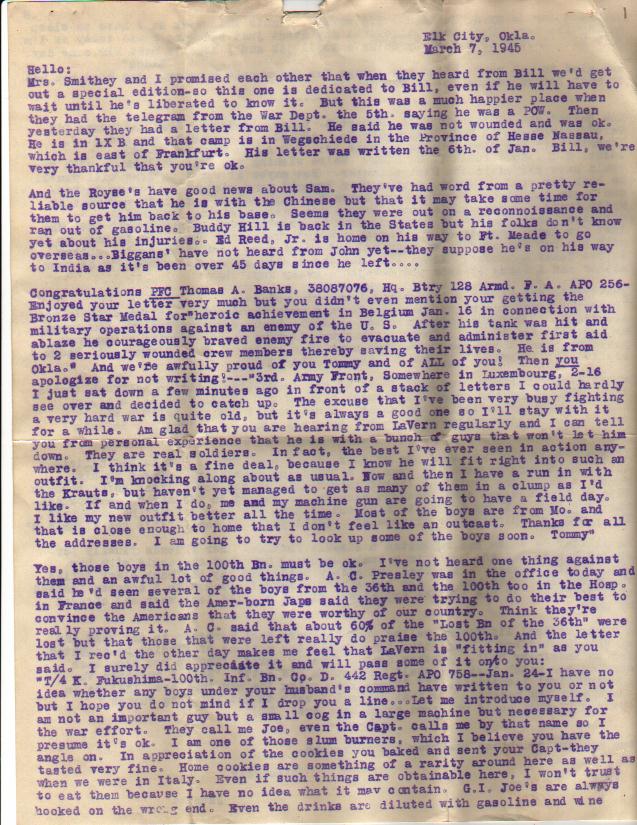 1
Elk City, Okla.
March 7, 1945
Hello:
Mrs. Smithey and I promised each other that when they heard from Bill we'd get
out a special edition-so this one is dedicated to Bill, even if he will have to
wait until he's liberated to know it. But this was a much happier place when
they had the telegram from the War Dept. the 5th. saying he was a POW. Then
yesterday they had a letter from Bill. He said he was not wounded and was ok.
He is in 1X B and that camp is in Wegschiede in the Province of Hesse Nassau,
which is east of Frankfurt. His letter was written the 6th. of Jan. Bill, we're
very thankful that you're ok.
And the Royse's have good news about Sam. They've had word from a pretty re-
liable source that he is with the Chinese but that it may take some time for
them to get him back to his base. Seems they were out on a reconnoissance and
ran out of gasoline. Buddy Hill is back in the States but his folks don't know
yet about his injuries.. Ed Reed, Jr. is home on his way to Ft. Meade to go
overseas...Biggans' have not heard from John yet--they suppose he's on his way
to India as it's been over 45 days since he left....
Congratulations PFC Thomas A. Banks, 38087076, Hq. Btry 128 Armd. F. A. APO 256-
Enjoyed your letter very much but you didn't even mention your getting the
Bronze Star Medal for"heroic achievement in Belgium Jan. 16 in connection with
military operations against an enemy of the U. S. After his tank was hit and
ablaze he courageously braved enemy fire to evacuate and administer first aid
to 2 seriously wounded crew members thereby saving their lives. He is from
Okla." And we're awfully proud of you Tommy and of ALL of you! Then you
apologize for not writing!---"3rd. Army Front, Somewhere in Luxembourg, 2-16
I just sat down a few minutes ago in front of a stack of letters I could hardly
see over and decided to catch up. The excuse that I've been very busy fighting
a very hard war is quite old, but it's always a good one so I'll stay with it
for a while. Am glad that you are hearing from LaVern regularly and I can tell
you from personal experience that he is with a bunch of guys that won't let him
down. They are real soldiers. In fact, the best I've ever seen in action any-
where. I think it's a fine deal, because I know he will fit right into such an
outfit. I'm knocking along about as usual. Now and then I have a run in with
the Krauts, but haven't yet managed to get as many of them in a clump as I'd
like. If and when I do, me and my machine gun are going to have a field day.
I like my new outfit better all the time. Most of the boys are from Mo. and
that is close enough to home that I don't feel like an outcast. Thanks for all
the addresses. I am going to try to look up some of the boys soon. Tommy"
Yes, those boys in the 100th Bn. must be ok. I've not heard one thing against
them and an awful lot of good things. A. C. Presley was in the office today and
said he'd seen several of the boys from the 36th and the 100th too in the Hosp.
in France and said the Amer-born Japs said they were trying to do their best to
convince the Americans that they were worthy of our country. Think they're
really proving it. A. C. said that about 60% of the "Lost Bn of the 36th" were
lost but that those that were left really do praise the 100th. And the letter
that I rec'd the other day makes me feel that LaVern is "fitting in" as you
said. I surely did appreciate it and will pass some of it onto you:
"T/4 K. Fukushima-100th. Inf. Bn. Co. D. 442 Regt. APO 758--Jan. 24-I have no
idea whether any boys under your husband's command have written to you or not
but I hope you do not mind if I drop you a line...Let me introduce myself. I
am not an important guy but a small cog in a large machine but necessary for
the war effort. They call me Joe, even the Capt. calls me by that name so I
presume it's ok. I am one of those slum burners, which I believe you have the
angle on. In appreciation of the cookies you baked and sent your Capt-they
tasted very fine. Home cookies are something of a rarity around here as well as
when we were in Italy. Even if such things are obtainable here, I won't trust
to eat them because I have no idea what it may contain. G.I. Joe's are always
hooked on the wrong end. Even the drinks are diluted with gasoline and wine